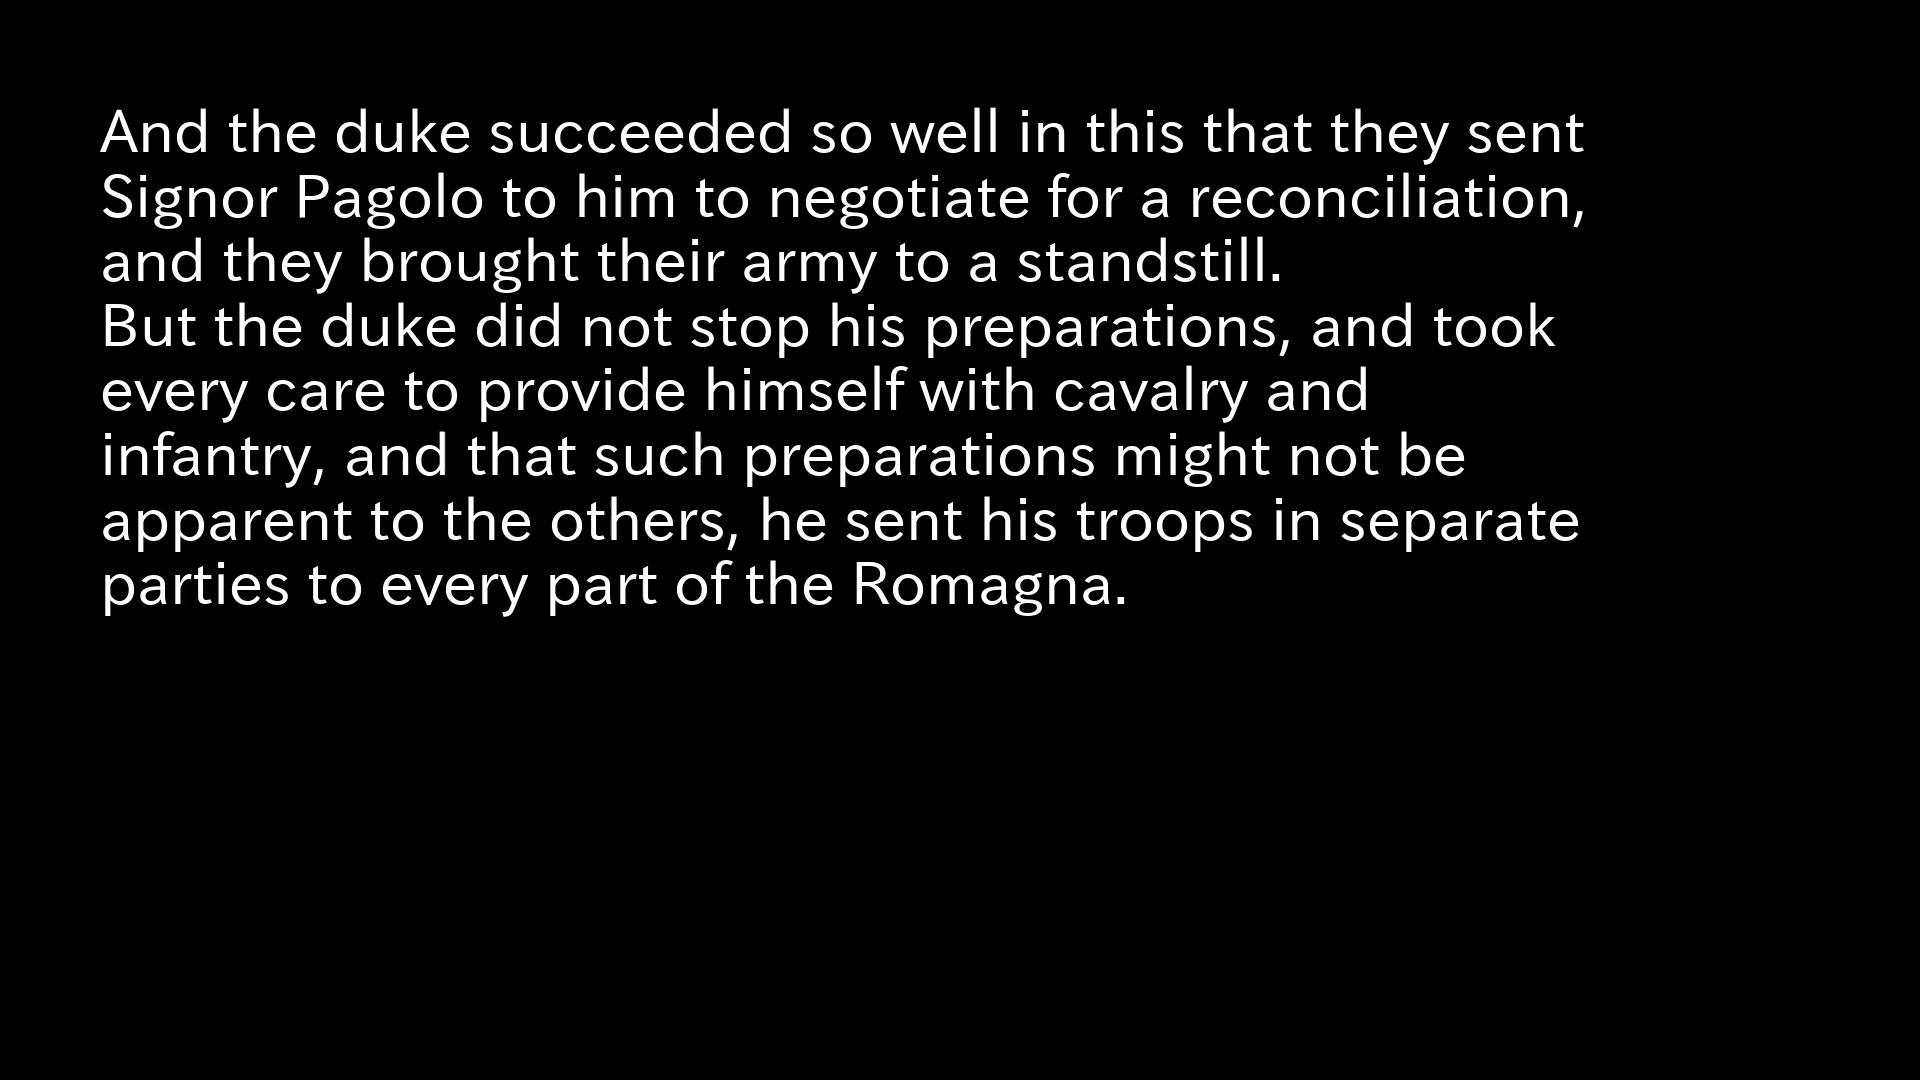 And the duke succeeded so well in this that they sent
Signor Pagolo to him to negotiate for a reconciliation,
and they brought their army to a standstill.
But the duke did not stop his preparations, and took
every care to provide himself with cavalry and
infantry, and that such preparations might not be
apparent to the others, he sent his troops in separate
parties to every part of the Romagna.